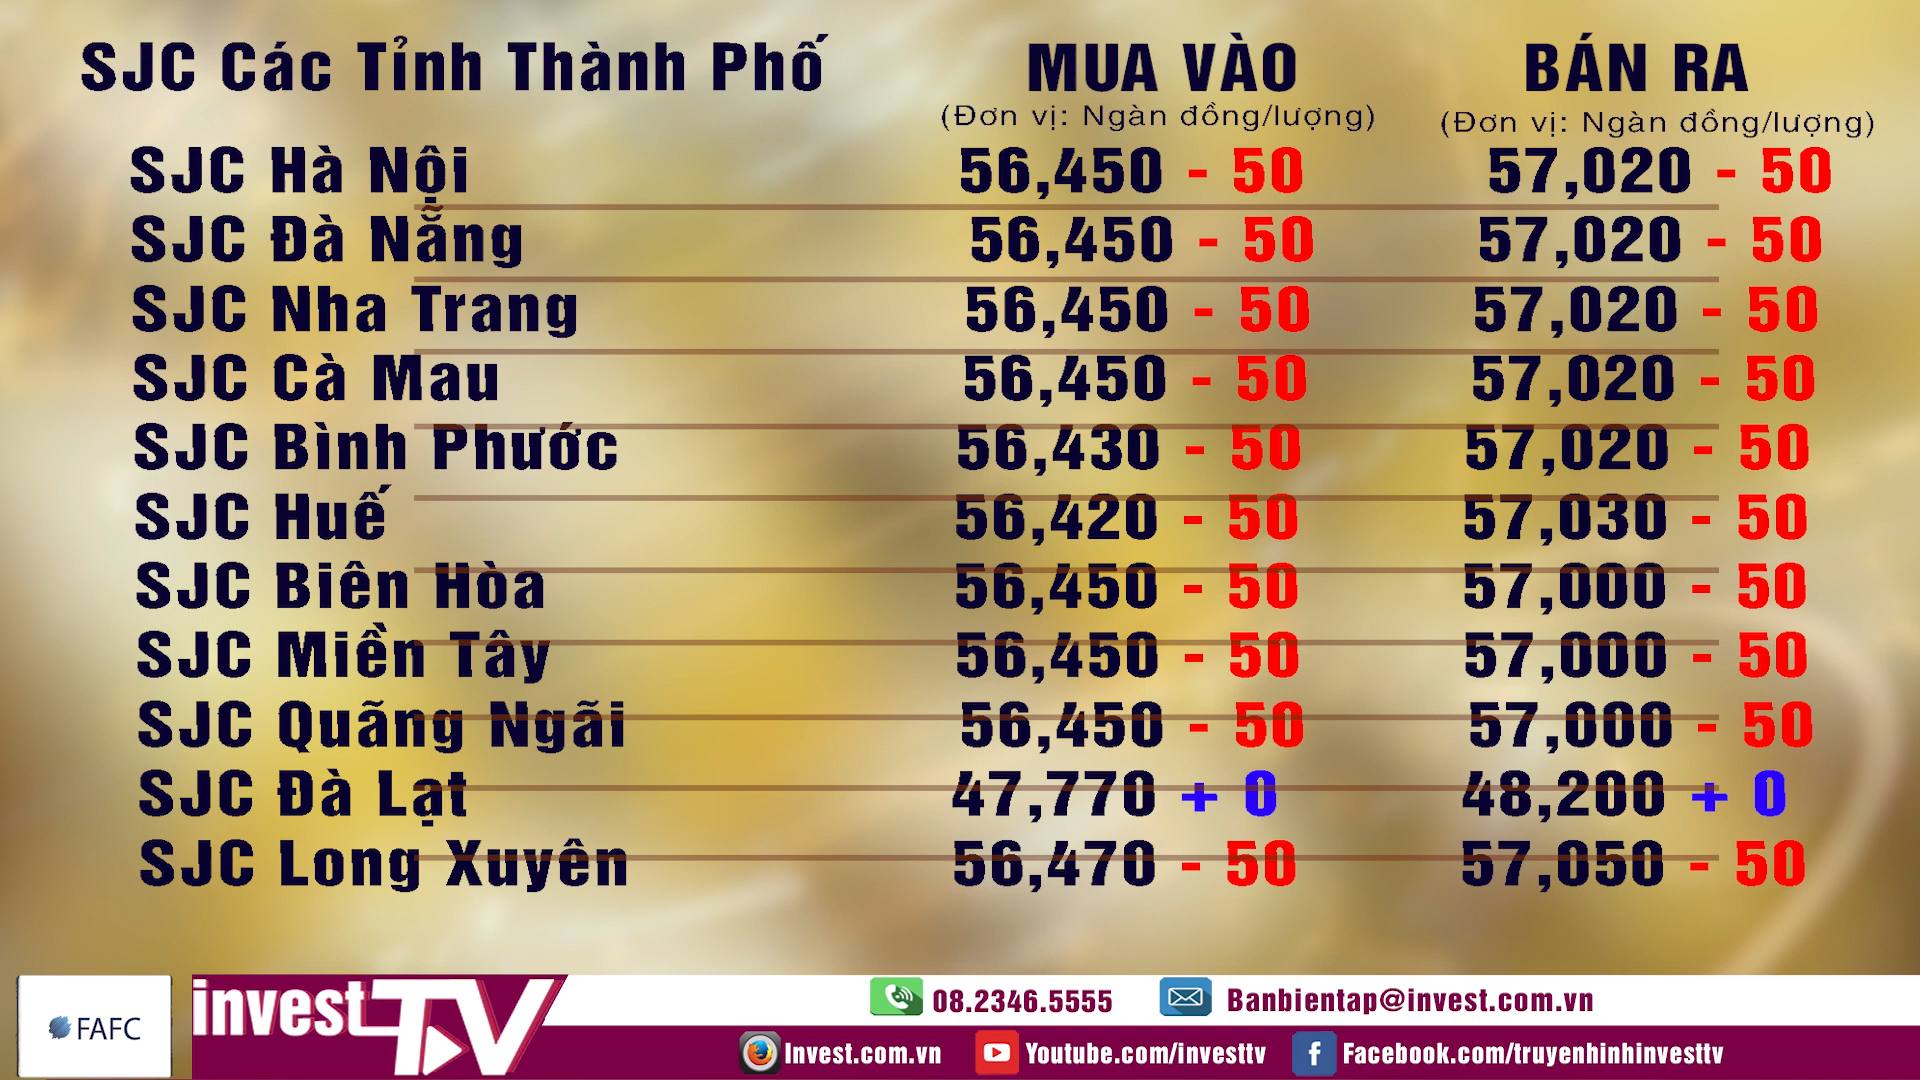 SJC Các Tỉnh Thành Phố MUA VÀO BÁN RA
(Đơn vị: Ngàn đồng/lượng) (Đơn vị: Ngàn đồng/lượng)
SJC Hà Nội 56,450 - 50 57,020 - 50
SJC Đà Nẵng 56,450 - 50 57,020 - 50
SJC Nha Trang 56,450 - 50 57,020 - 50
SJC Cà Mau 56,450 - 50 57,020 - 50
SJC Bình Phước 56,430 - 50 57,020 - 50
SJC Huế 56,420 - 50 57,030 - 50
SJC Biên Hòa 56,450 - 50 57,000 - 50
SJC Miền Tây 56,450 - 50 57,000 - 50
SJC Quãng Ngãi 56,450 - 50 57,000 - 50
SJC Đà Lạt 47,770 + 0 48,200 + 0
SJC Long Xuyên 56,470 - 50 57,050 - 50
FAFC
investTV
08.2346.5555 Banbientap@invest.com.vn
Invest.com.vn Youtube.com/investtv Facebook.com/truyenhinhinvesttv